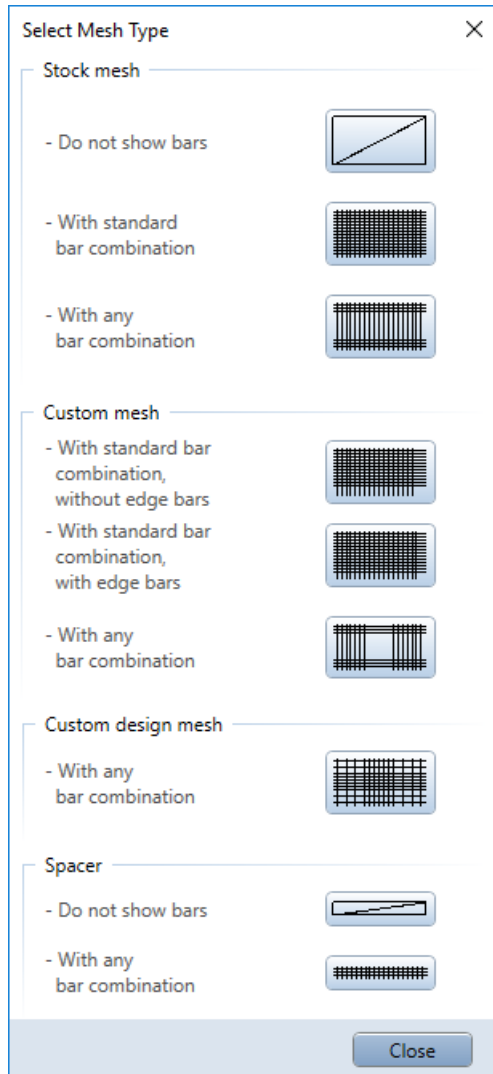 Select Mesh Type
Stock mesh
- Do not show bars
- With standard
bar combination
- With any
bar combination
Custom mesh
- With standard bar
combination,
without edge bars
- With standard bar
combination,
with edge bars
- With any
bar combination
Custom design mesh
- With any
bar combination
Spacer
- Do not show bars
- With any
bar combination
Close